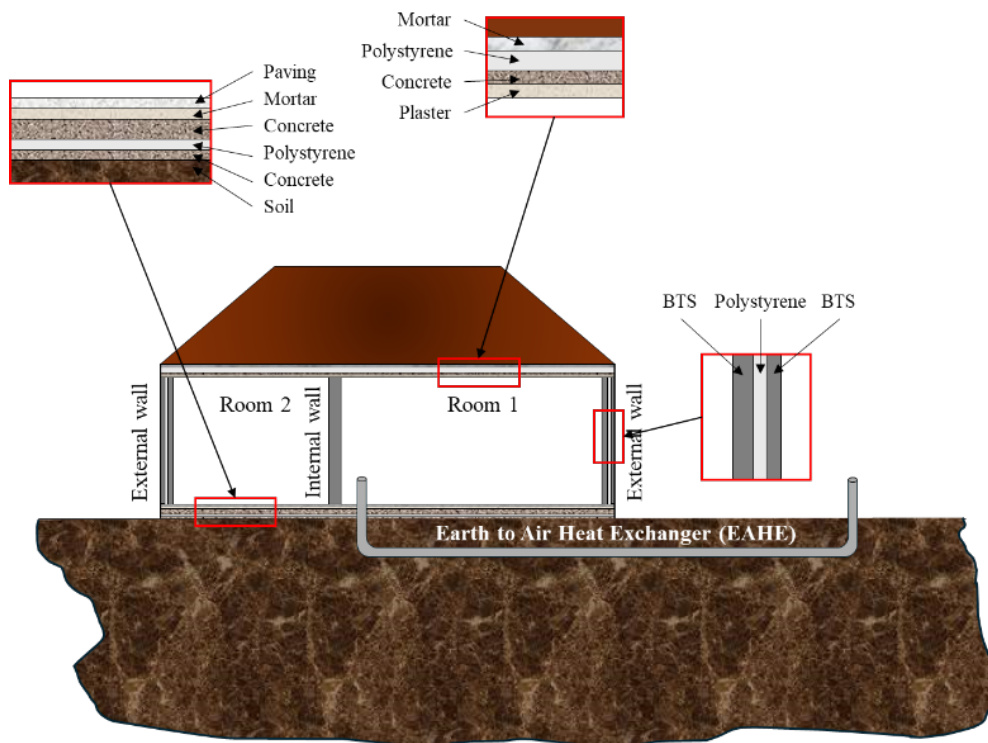 Mortar
Polystyrene
Concrete
Plaster
Paving
Mortar
Concrete
Polystyrene
Concrete
Soil
BTS Polystyrene BTS
External wall
Room 2
Internal wall
Room 1
External wall
Earth to Air Heat Exchanger (EAHE)